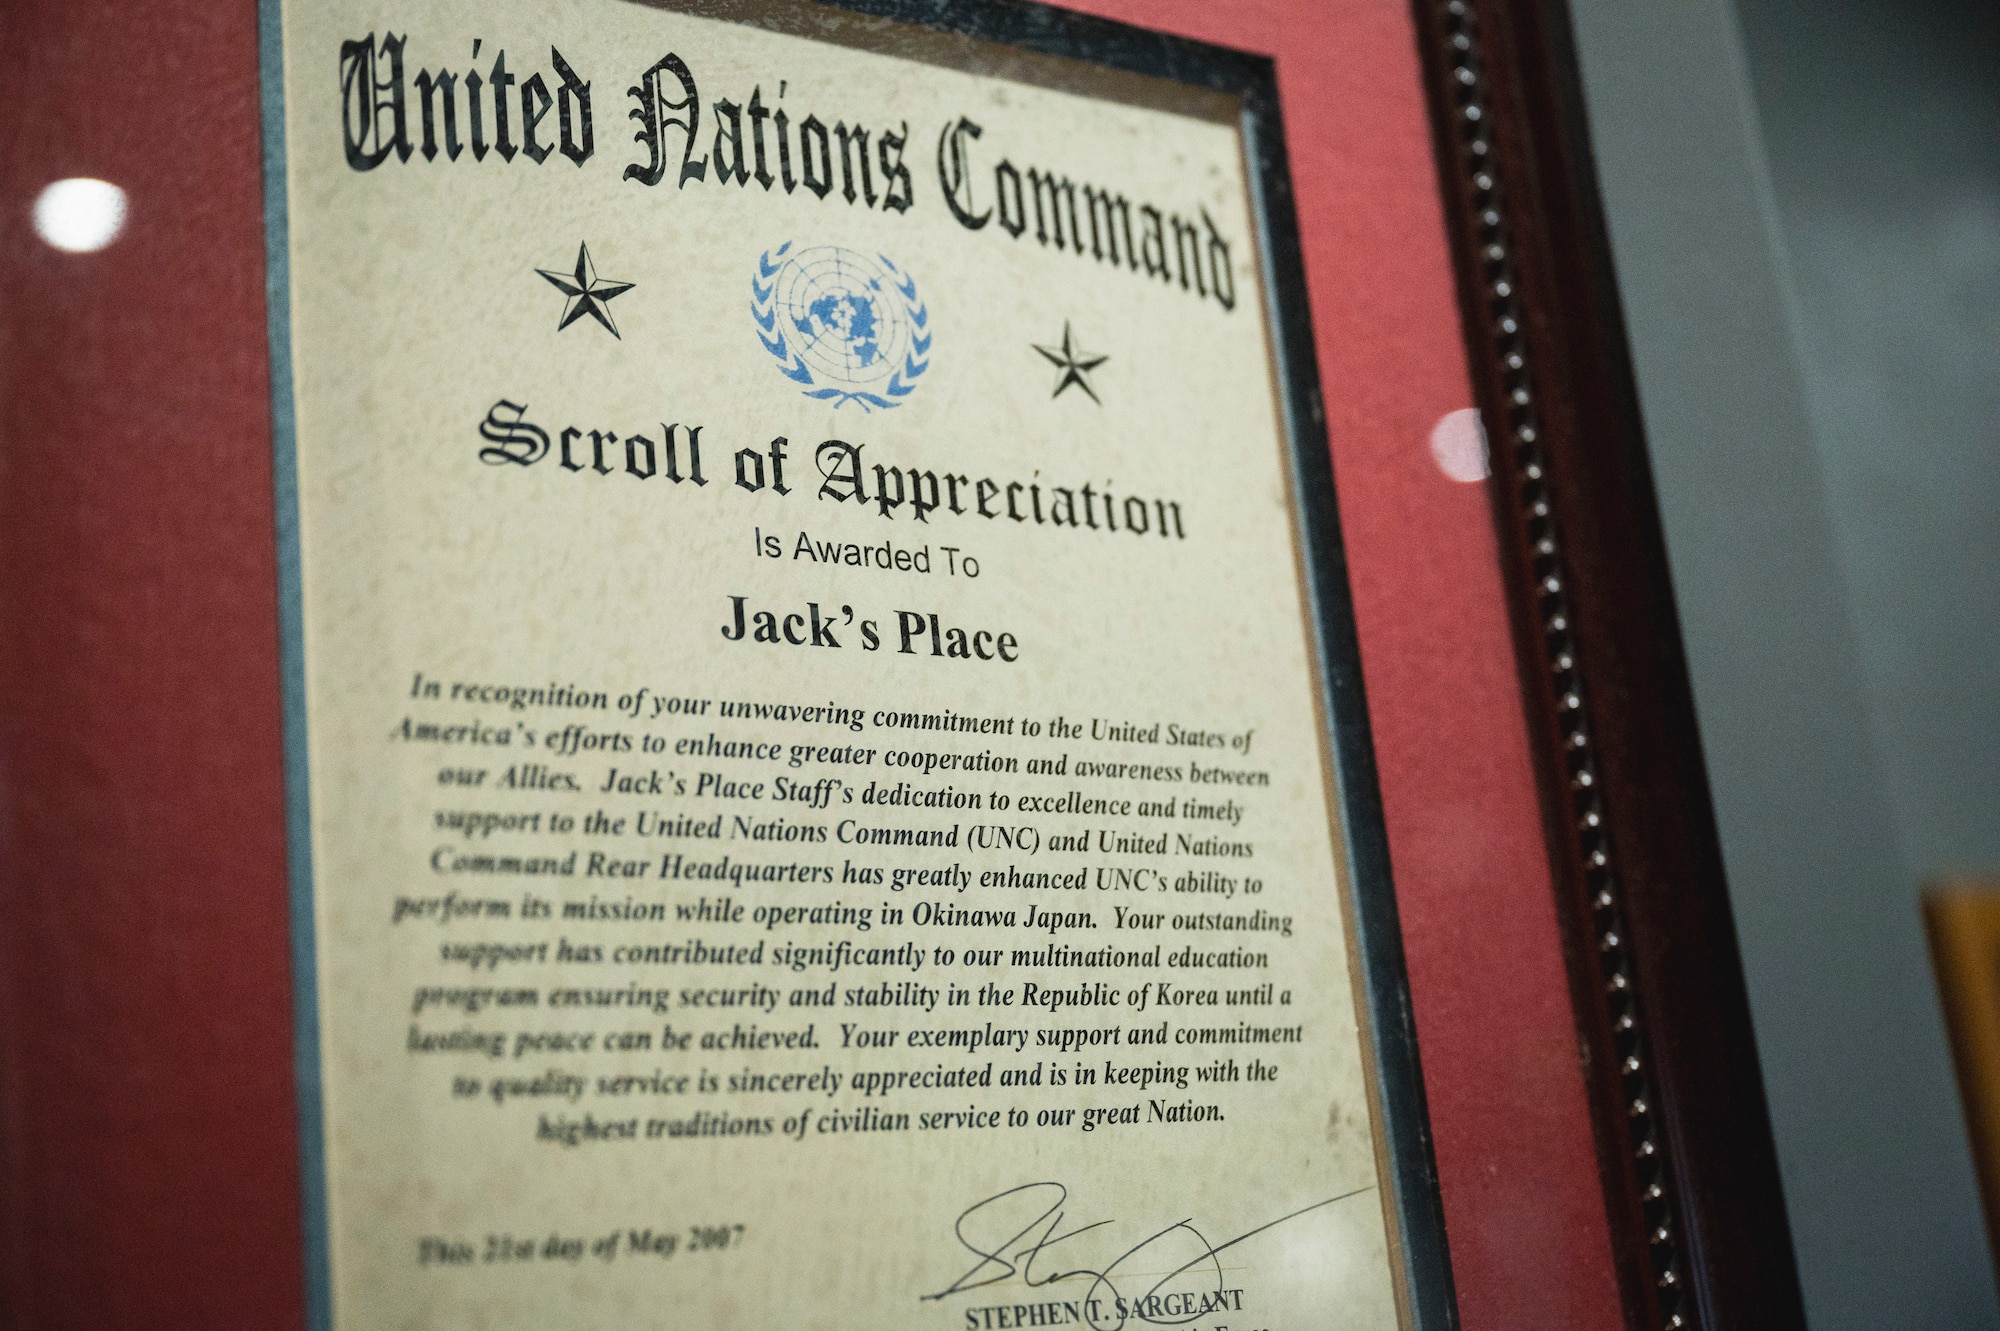 United Nations Command
Scroll of Appreciation
Is Awarded To
Jack's Place
In recognition of your unwavering commitment to the United States of
America's efforts to enhance greater cooperation and awareness between
our Allies. Jack's Place Staff's dedication to excellence and timely
support to the United Nations Command (UNC) and United Nations
Command Rear Headquarters has greatly enhanced UNC's ability to
perform its mission while operating in Okinawa Japan. Your outstanding
support has contributed significantly to our multinational education
program ensuring security and stability in the Republic of Korea until a
lasting peace can be achieved. Your exemplary support and commitment
to quality service is sincerely appreciated and is in keeping with the
highest traditions of civilian service to our great Nation.
This 21st day of May 2007
STEPHEN T. SARGEANT